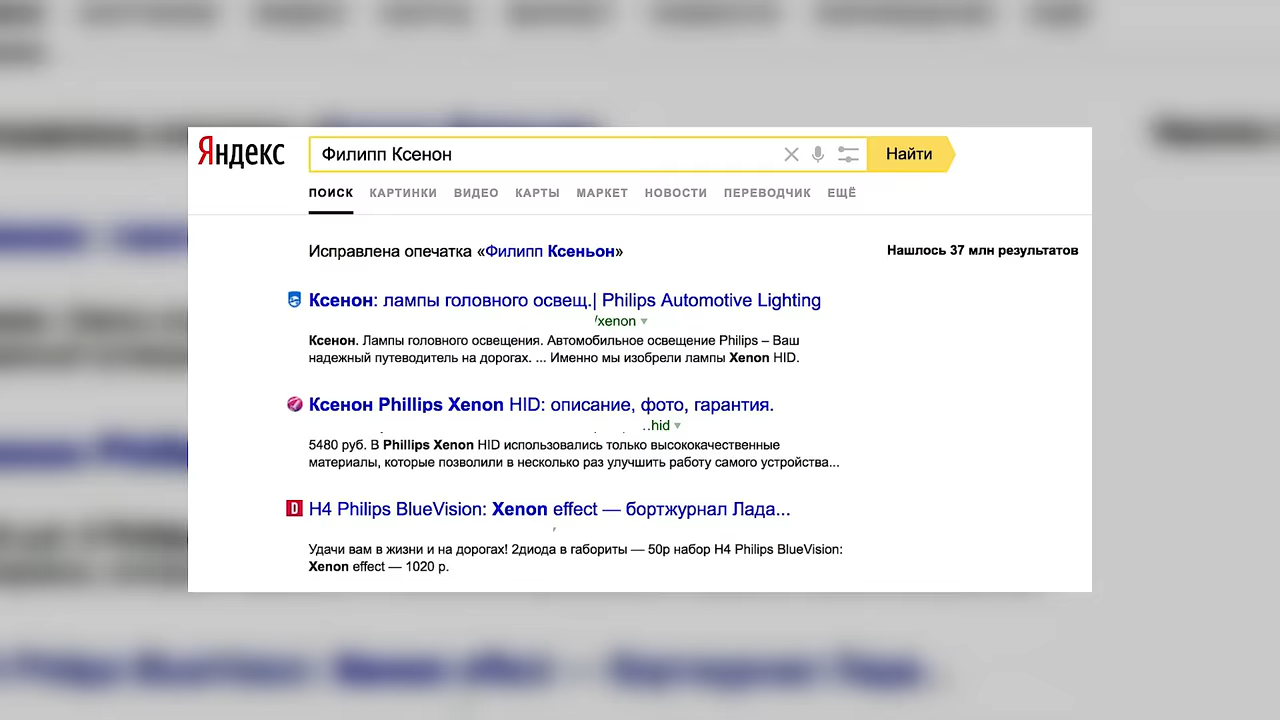 Яндекс
Филипп Ксенон
Найти
ПОИСК КАРТИНКИ ВИДЕО КАРТЫ МАРКЕТ НОВОСТИ ПЕРЕВОДЧИК ЕЩЁ
Исправлена опечатка «Филипп Ксеньон»
Нашлось 37 млн результатов
Ксенон: лампы головного освещ.| Philips Automotive Lighting
/xenon
Ксенон. Лампы головного освещения. Автомобильное освещение Philips – Ваш
надежный путеводитель на дорогах. ... Именно мы изобрели лампы Xenon HID.
Ксенон Phillips Xenon HID: описание, фото, гарантия.
..hid
5480 руб. В Phillips Xenon HID использовались только высококачественные
материалы, которые позволили в несколько раз улучшить работу самого устройства...
D
H4 Philips BlueVision: Xenon effect — бортжурнал Лада...
Удачи вам в жизни и на дорогах! 2диода в габориты — 50р набор H4 Philips BlueVision:
Xenon effect — 1020 р.